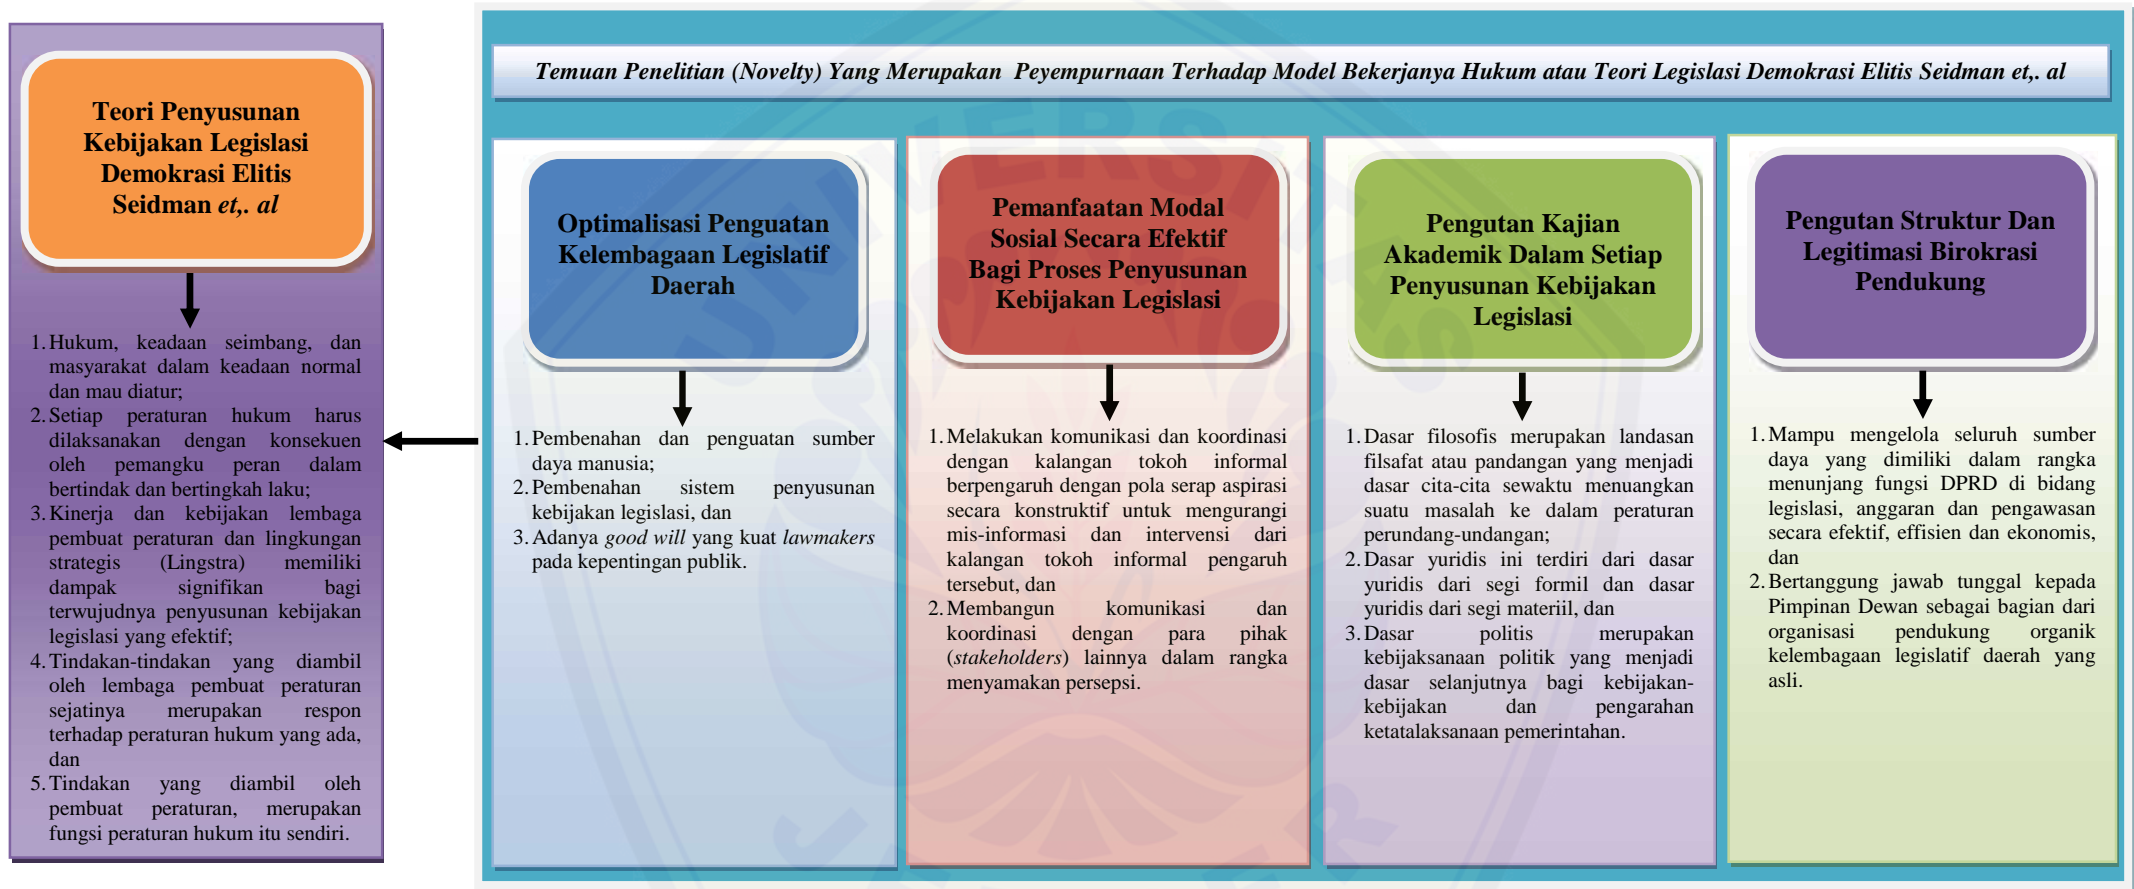 Teori Penyusunan
Kebijakan Legislasi
Demokrasi Elitis
Seidman et,. al
1. Hukum, keadaan seimbang, dan
masyarakat dalam keadaan normal
dan mau diatur;
2. Setiap peraturan hukum harus
dilaksanakan dengan konsekuen
oleh pemangku peran dalam
bertindak dan bertingkah laku;
3. Kinerja dan kebijakan lembaga
pembuat peraturan dan lingkungan
strategis (Lingstra) memiliki
dampak signifikan bagi
terwujudnya penyusunan kebijakan
legislasi yang efektif;
4. Tindakan-tindakan yang diambil
oleh lembaga pembuat peraturan
sejatinya merupakan respon
terhadap peraturan hukum yang ada,
dan
5. Tindakan yang diambil oleh
pembuat peraturan, merupakan
fungsi peraturan hukum itu sendiri.
Temuan Penelitian (Novelty) Yang Merupakan Peyempurnaan Terhadap Model Bekerjanya Hukum atau Teori Legislasi Demokrasi Elitis Seidman et,. al
Optimalisasi Penguatan
Kelembagaan Legislatif
Daerah
1. Pembenahan dan penguatan sumber
daya manusia;
2. Pembenahan sistem penyusunan
kebijakan legislasi, dan
3. Adanya good will yang kuat lawmakers
pada kepentingan publik.
Pemanfaatan Modal
Sosial Secara Efektif
Bagi Proses Penyusunan
Kebijakan Legislasi
1. Melakukan komunikasi dan koordinasi
dengan kalangan tokoh informal
berpengaruh dengan pola serap aspirasi
secara konstruktif untuk mengurangi
mis-informasi dan intervensi dari
kalangan tokoh informal pengaruh
tersebut, dan
2. Membangun komunikasi dan
koordinasi dengan para pihak
(stakeholders) lainnya dalam rangka
menyamakan persepsi.
Pengutan Kajian
Akademik Dalam Setiap
Penyusunan Kebijakan
Legislasi
1. Dasar filosofis merupakan landasan
filsafat atau pandangan yang menjadi
dasar cita-cita sewaktu menuangkan
suatu masalah ke dalam peraturan
perundang-undangan;
2. Dasar yuridis ini terdiri dari dasar
yuridis dari segi formil dan dasar
yuridis dari segi materiil, dan
3. Dasar politis merupakan
kebijaksanaan politik yang menjadi
dasar selanjutnya bagi kebijakan-
kebijakan dan pengarahan
ketatalaksanaan pemerintahan.
Pengutan Struktur Dan
Legitimasi Birokrasi
Pendukung
1. Mampu mengelola seluruh sumber
daya yang dimiliki dalam rangka
menunjang fungsi DPRD di bidang
legislasi, anggaran dan pengawasan
secara efektif, effisien dan ekonomis,
dan
2. Bertanggung jawab tunggal kepada
Pimpinan Dewan sebagai bagian dari
organisasi pendukung organik
kelembagaan legislatif daerah yang
asli.
UNIVERSITAS